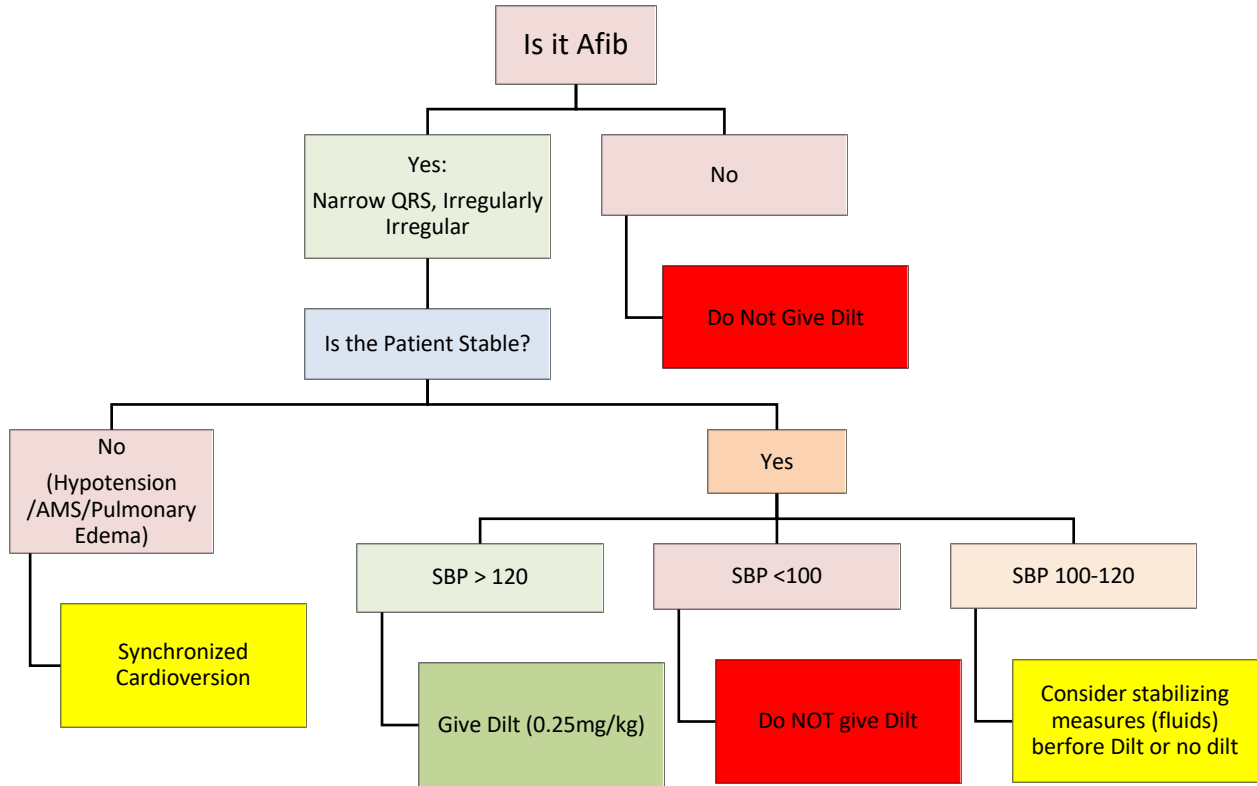 Is it Afib
Yes:
Narrow QRS, Irregularly
Irregular
No
Do Not Give Dilt
Is the Patient Stable?
No
(Hypotension
/AMS/Pulmonary
Edema)
Synchronized
Cardioversion
Yes
SBP > 120
Give Dilt (0.25mg/kg)
SBP <100
Do NOT give Dilt
SBP 100-120
Consider stabilizing
measures (fluids)
berfore Dilt or no dilt